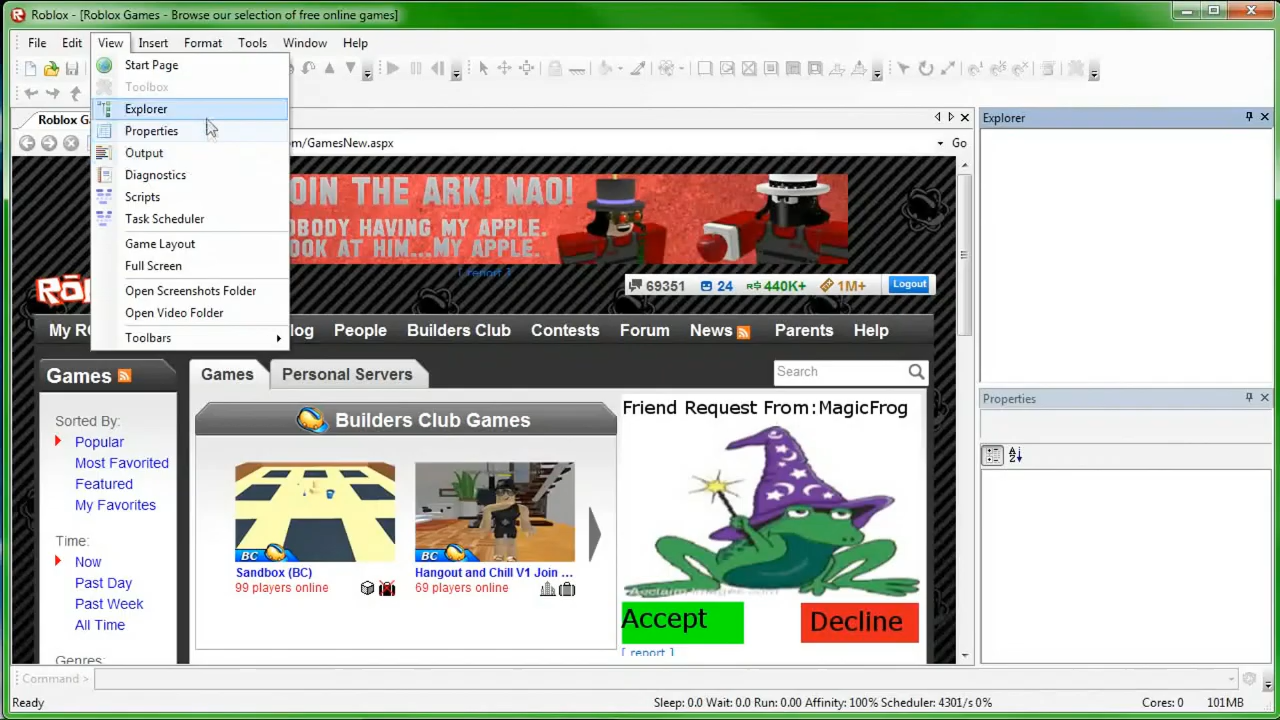 Roblox - [Roblox Games - Browse our selection of free online games]
File Edit View Insert Format Tools Window Help
Start Page
Toolbox
Explorer
Properties
Output
Diagnostics
Scripts
Task Scheduler
Game Layout
Full Screen
Open Screenshots Folder
Open Video Folder
Toolbars
Roblox Ga
m/GamesNew.aspx
Go
OIN THE ARK! NAO!
OBODY HAVING MY APPLE.
OOK AT HIM...MY APPLE.
[ report ]
69351 24 R$ 440K+ 1M+ Logout
My RO
log People Builders Club Contests Forum News Parents Help
Games
Games Personal Servers
Search
Sorted By:
Popular
Most Favorited
Featured
My Favorites
Time:
Now
Past Day
Past Week
All Time
Genres:
Builders Club Games
BC
Sandbox (BC)
99 players online
BC
Hangout and Chill V1 Join ...
69 players online
Friend Request From:MagicFrog
Accept
Decline
[ report ]
Explorer
Properties
Command >
Ready
Sleep: 0.0 Wait: 0.0 Run: 0.00 Affinity: 100% Scheduler: 4301/s 0%
Cores: 0
101MB